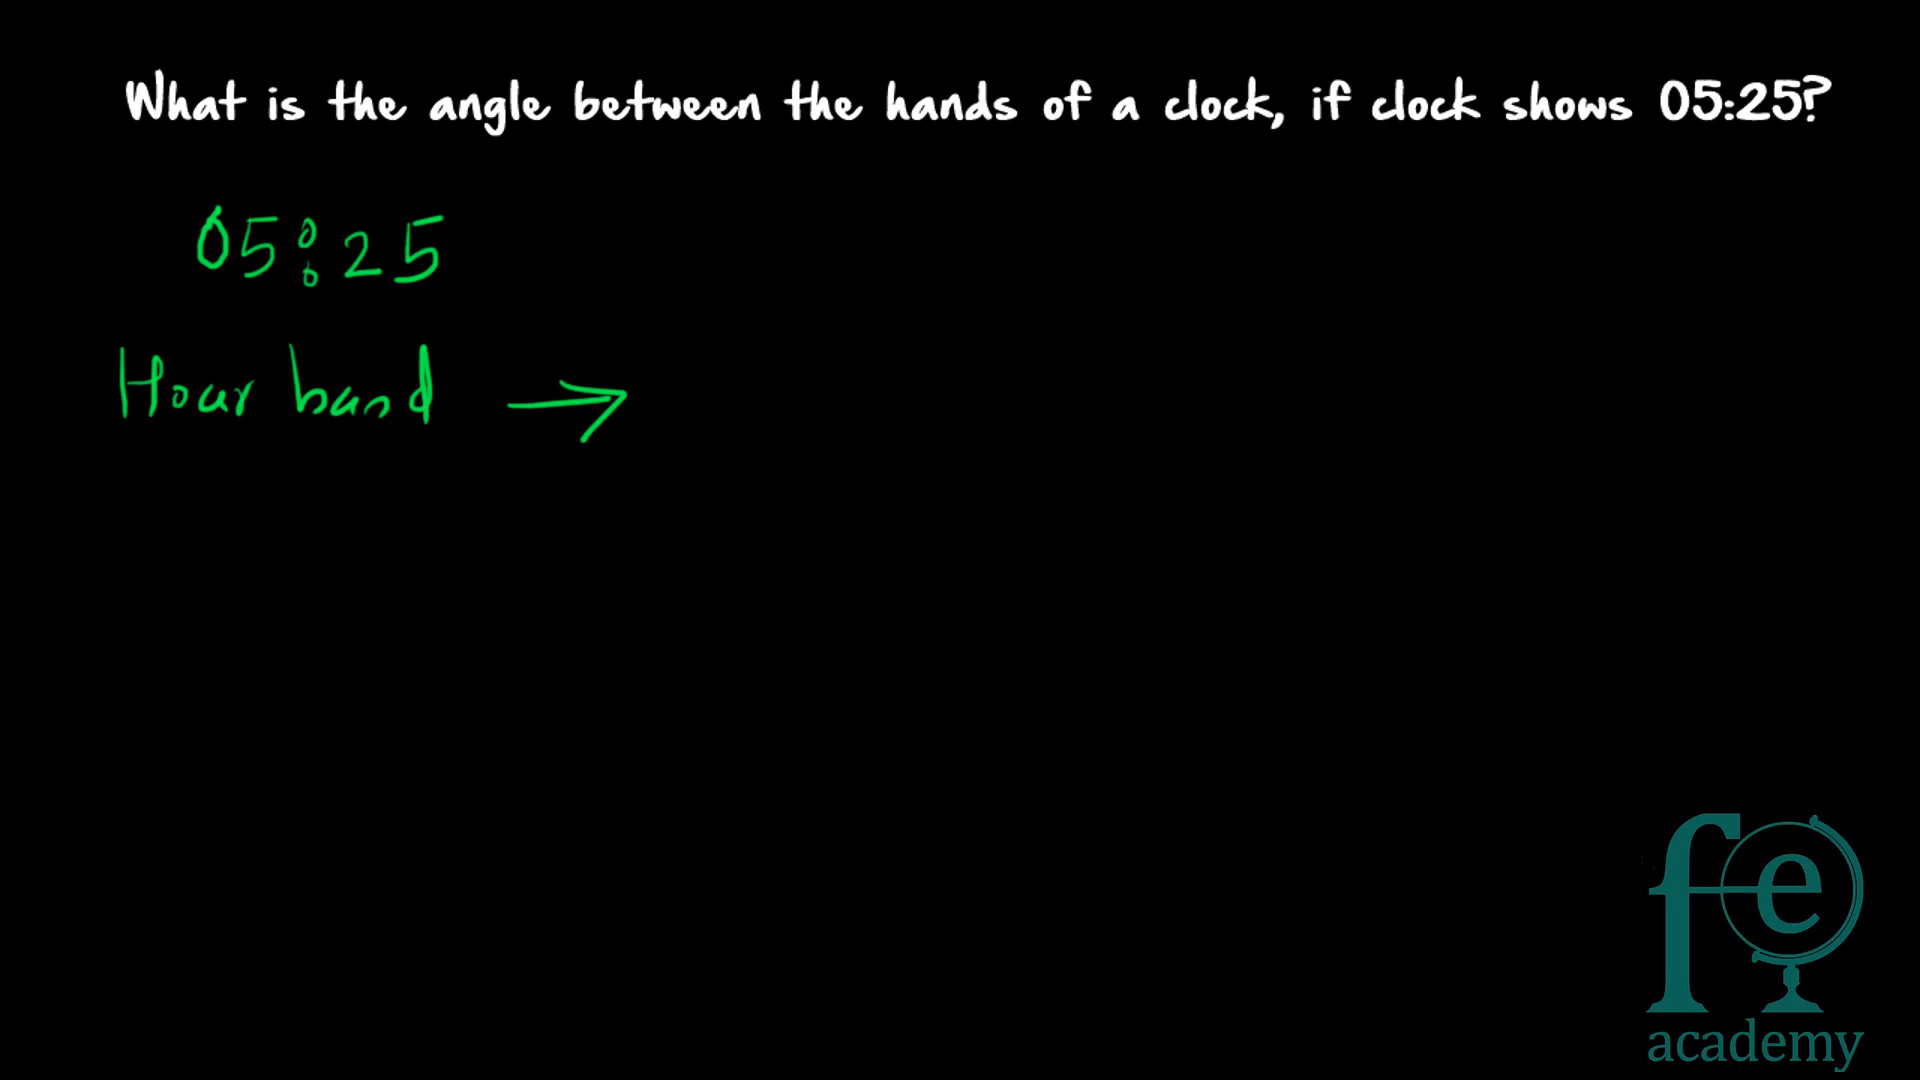 What is the angle between the hands of a clock, if clock shows 05:25?
05:25
Hour hand →
fe
academy